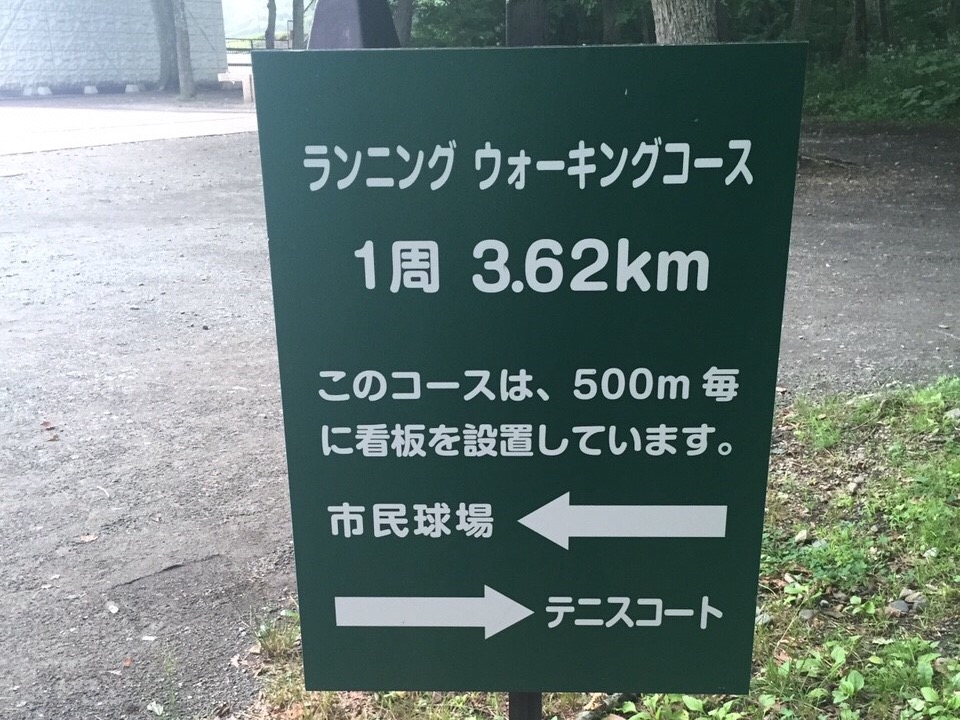 ランニング ウォーキングコース
1周 3.62km
このコースは、500m 毎
に看板を設置しています。
市民球場
テニスコート